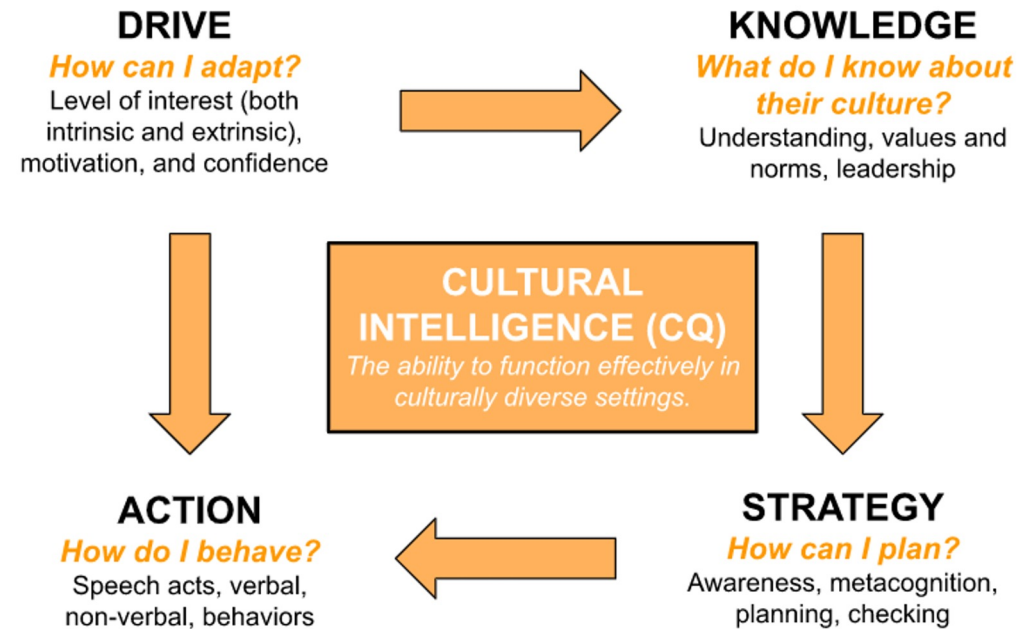 DRIVE
How can I adapt?
Level of interest (both
intrinsic and extrinsic),
motivation, and confidence
KNOWLEDGE
What do I know about
their culture?
Understanding, values and
norms, leadership
CULTURAL
INTELLIGENCE (CQ)
The ability to function effectively in
culturally diverse settings.
ACTION
How do I behave?
Speech acts, verbal,
non-verbal, behaviors
STRATEGY
How can I plan?
Awareness, metacognition,
planning, checking